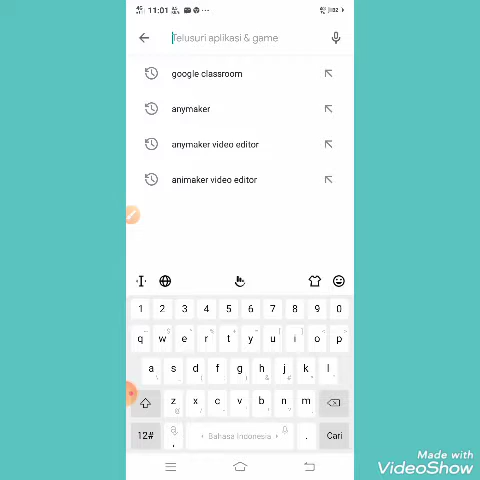 11:01
Telusuri aplikasi & game
google classroom
anymaker
anymaker video editor
animaker video editor
1 2 3 4 5 6 7 8 9 0
q w e r t y u i o p
a s d f g h j k l
z x c v b n m
12# , Bahasa Indonesia . Cari
Made with
VideoShow